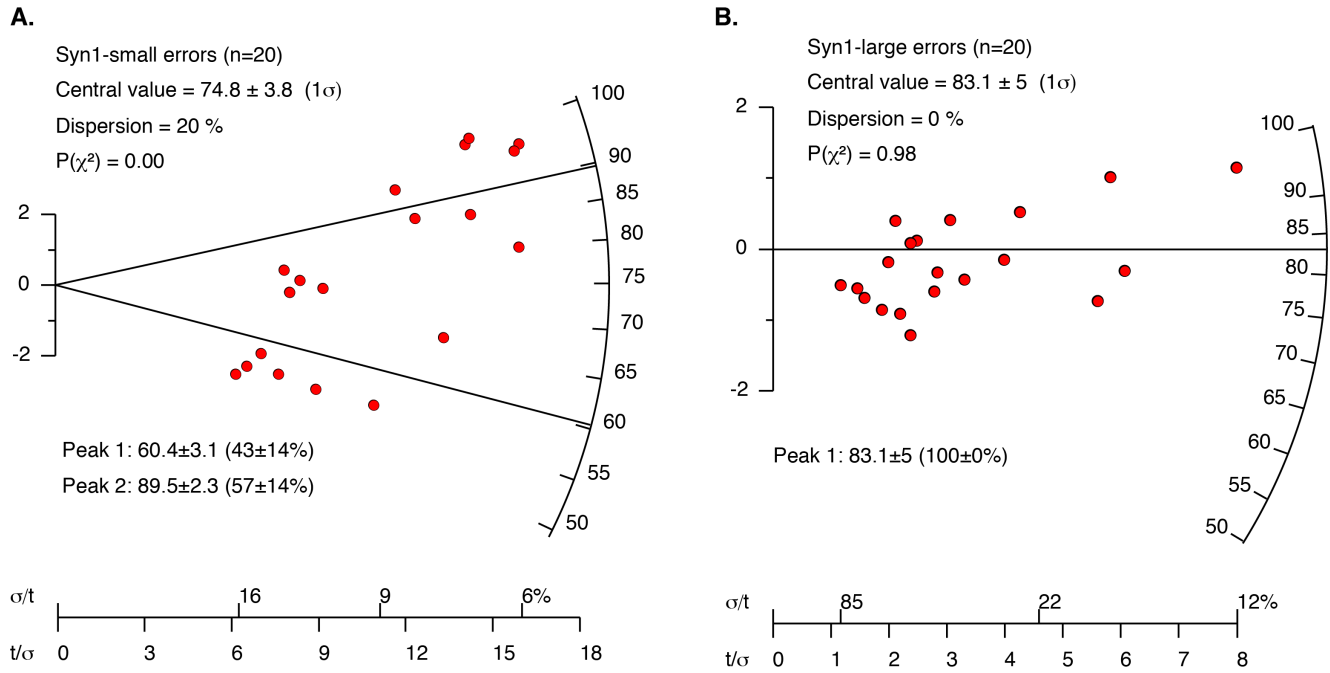 A.
Syn1-small errors (n=20)
Central value = 74.8 ± 3.8 (1σ)
Dispersion = 20 %
P(χ²) = 0.00
2
0
-2
100
90
85
80
75
70
65
60
55
50
Peak 1: 60.4±3.1 (43±14%)
Peak 2: 89.5±2.3 (57±14%)
σ/t
16
9
6%
t/σ
0
3
6
9
12
15
18
B.
Syn1-large errors (n=20)
Central value = 83.1 ± 5 (1σ)
Dispersion = 0 %
P(χ²) = 0.98
2
0
-2
100
90
85
80
75
70
65
60
55
50
Peak 1: 83.1±5 (100±0%)
σ/t
85
22
12%
t/σ
0
1
2
3
4
5
6
7
8